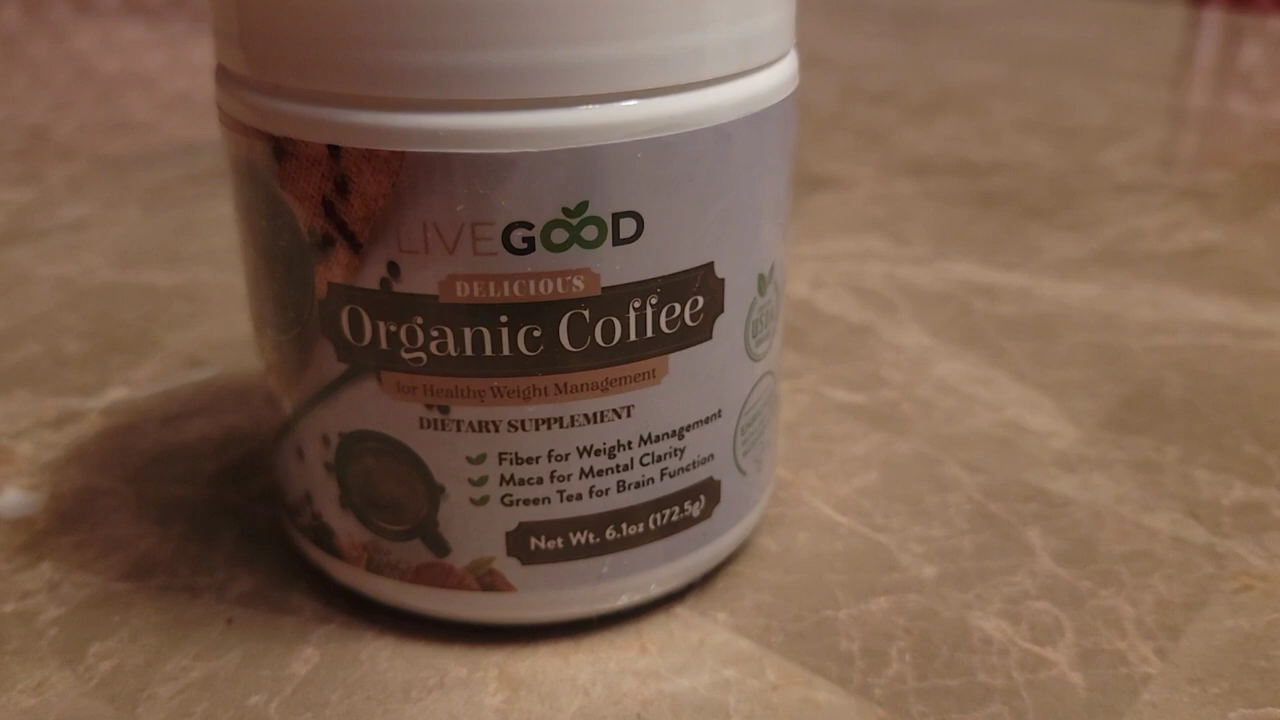 LIVEGOOD
DELICIOUS
Organic Coffee
for Healthy Weight Management
DIETARY SUPPLEMENT
Fiber for Weight Management
Maca for Mental Clarity
Green Tea for Brain Function
Net Wt. 6.1oz (172.5g)
USDA